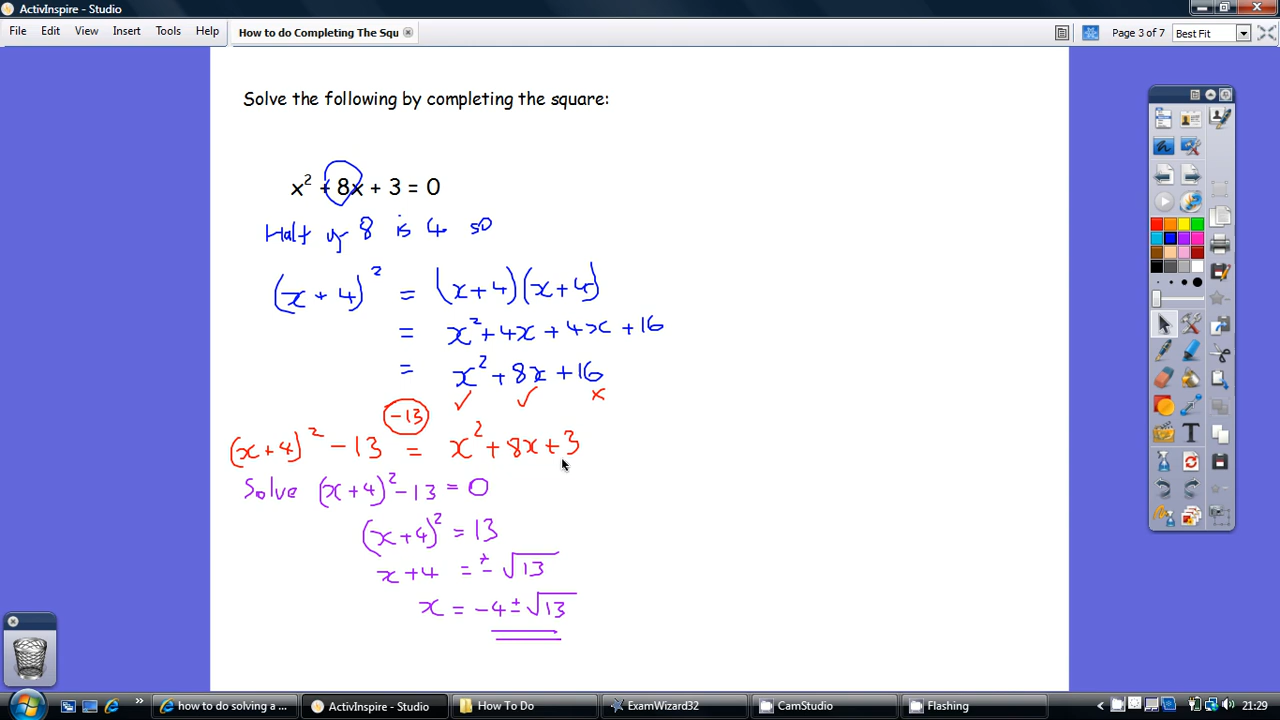 ActivInspire - Studio
File Edit View Insert Tools Help
How to do Completing The Squ
Page 3 of 7
Best Fit
Solve the following by completing the square:
x² + 8x + 3 = 0
Half of 8 is 4 so
(x + 4)² = (x+4)(x+4)
= x²+4x+4x+16
= x²+8x+16
✓ ✓ x
-13
(x+4)² - 13 = x²+8x+3
Solve (x+4)²-13 = 0
(x+4)² = 13
x+4 = ±√13
x = -4±√13
how to do solving a ...
ActivInspire - Studio
How To Do
ExamWizard32
CamStudio
Flashing
21:29